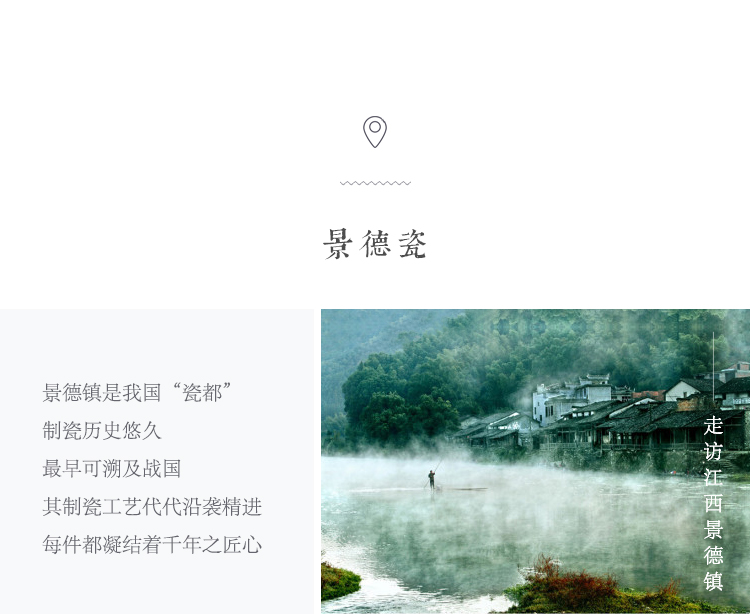 景德瓷
景德镇是我国“瓷都”
制瓷历史悠久
最早可溯及战国
其制瓷工艺代代沿袭精进
每件都凝结着千年之匠心
走访江西景德镇